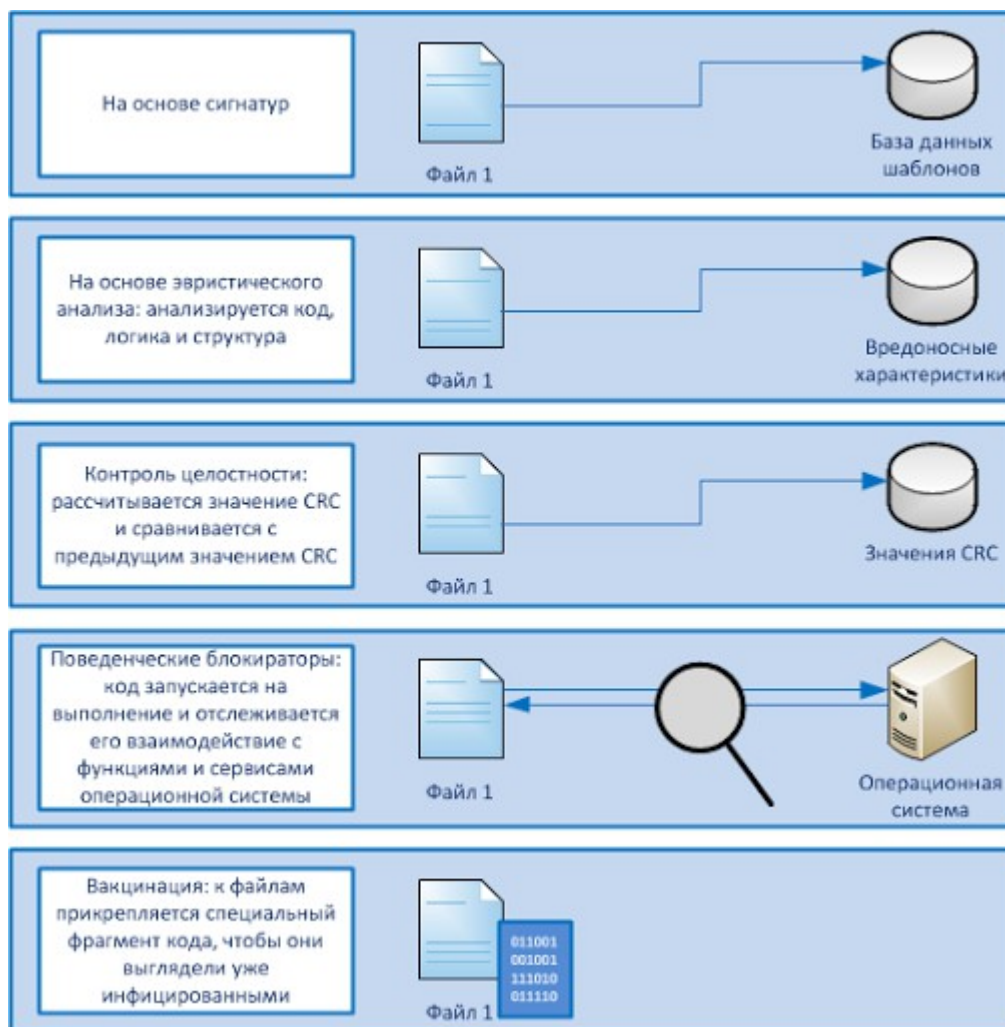 На основе сигнатур
Файл 1
База данных
шаблонов
На основе эвристического
анализа: анализируется код,
логика и структура
Файл 1
Вредоносные
характеристики
Контроль целостности:
рассчитывается значение CRC
и сравнивается с
предыдущим значением CRC
Файл 1
Значения CRC
Поведенческие блокираторы:
код запускается на
выполнение и отслеживается
его взаимодействие с
функциями и сервисами
операционной системы
Файл 1
Операционная
система
Вакцинация: к файлам
прикрепляется специальный
фрагмент кода, чтобы они
выглядели уже
инфицированными
Файл 1
011001
001001
111010
011110